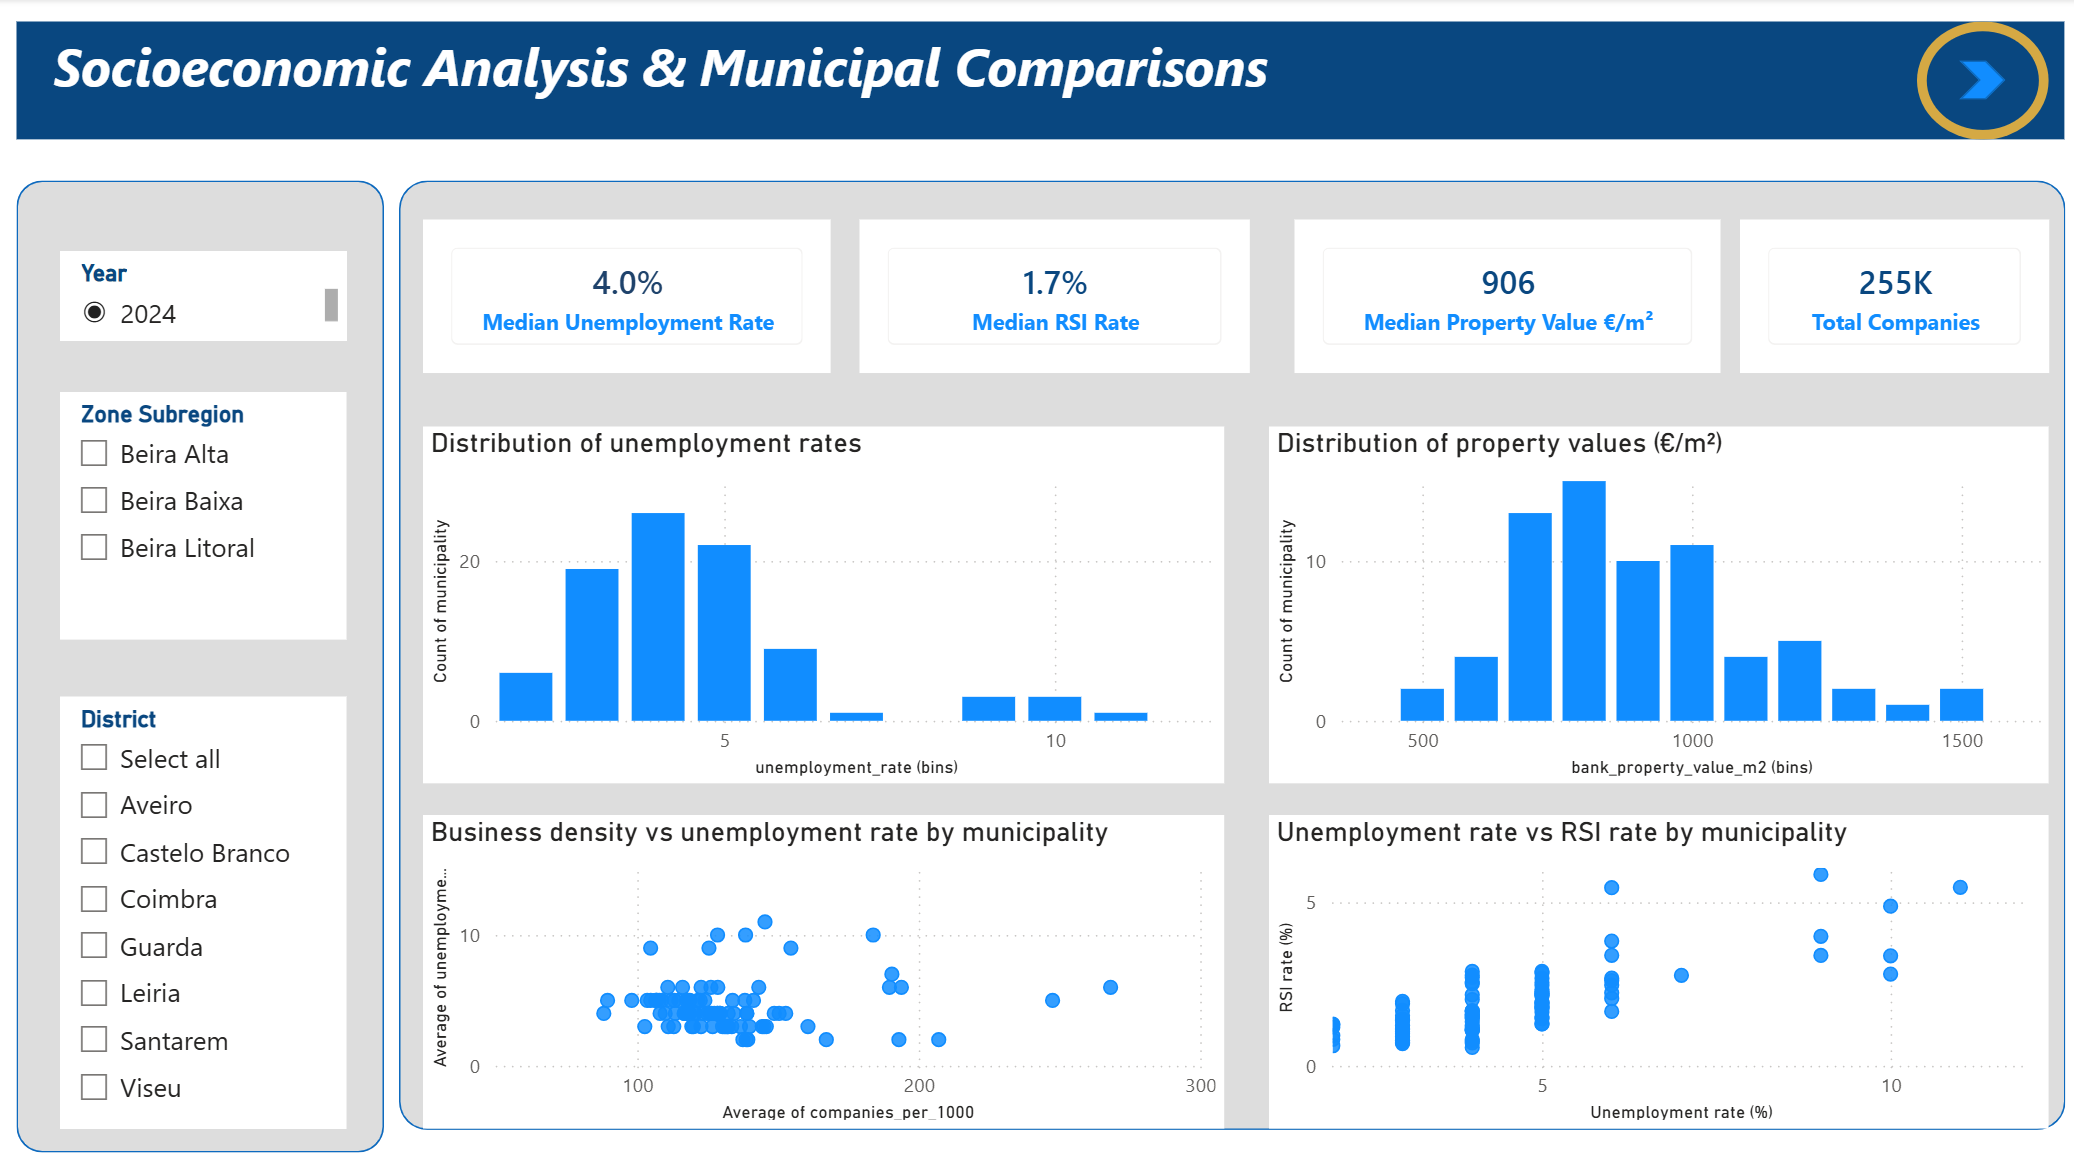 Socioeconomic Analysis & Municipal Comparisons
Year
2024
Zone Subregion
Beira Alta
Beira Baixa
Beira Litoral
District
Select all
Aveiro
Castelo Branco
Coimbra
Guarda
Leiria
Santarem
Viseu
4.0%
Median Unemployment Rate
1.7%
Median RSI Rate
906
Median Property Value €/m²
255K
Total Companies
Distribution of unemployment rates
Count of municipality
20
0
5
10
unemployment_rate (bins)
Distribution of property values (€/m²)
Count of municipality
10
0
500
1000
1500
bank_property_value_m2 (bins)
Business density vs unemployment rate by municipality
Average of unemployme...
10
0
100
200
300
Average of companies_per_1000
Unemployment rate vs RSI rate by municipality
RSI rate (%)
5
0
5
10
Unemployment rate (%)